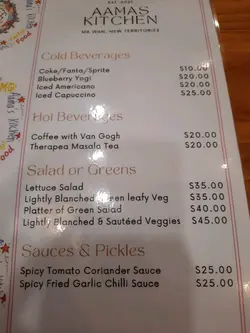 EST. 2021
AAMAS
KITCHEN
MA WAN, NEW TERRITORIES
Cold Beverages
Coke/Fanta/Sprite $10.00
Blueberry Yogi $20.00
Iced Americano $20.00
Iced Capuccino $25.00
Hot Beverages
Coffee with Van Gogh $20.00
Therapea Masala Tea $20.00
Salad or Greens
Lettuce Salad $35.00
Lightly Blanched Green leafy Veg $35.00
Platter of Green Salad $40.00
Lightly Blanched & Sautéed Veggies $45.00
Sauces & Pickles
Spicy Tomato Coriander Sauce $25.00
Spicy Fried Garlic Chilli Sauce $25.00